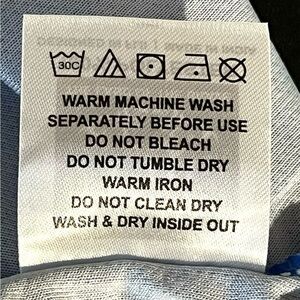 30C
WARM MACHINE WASH
SEPARATELY BEFORE USE
DO NOT BLEACH
DO NOT TUMBLE DRY
WARM IRON
DO NOT CLEAN DRY
WASH & DRY INSIDE OUT